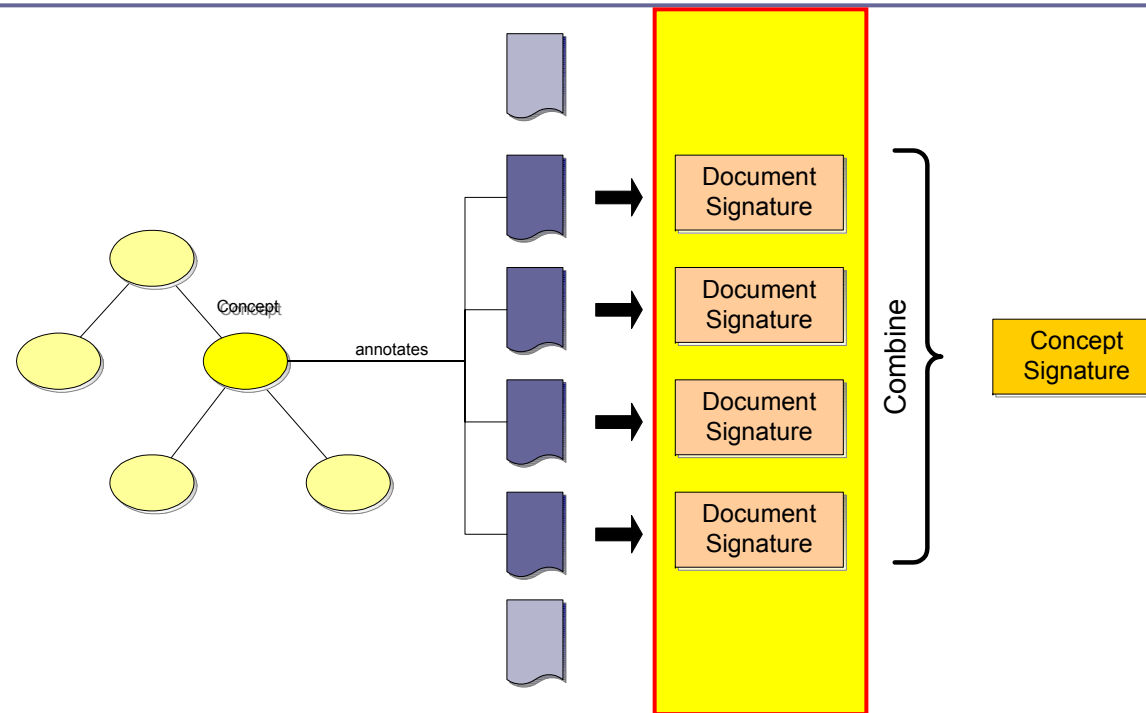 Concept
annotates
Document
Signature
Document
Signature
Document
Signature
Document
Signature
Combine
Concept
Signature